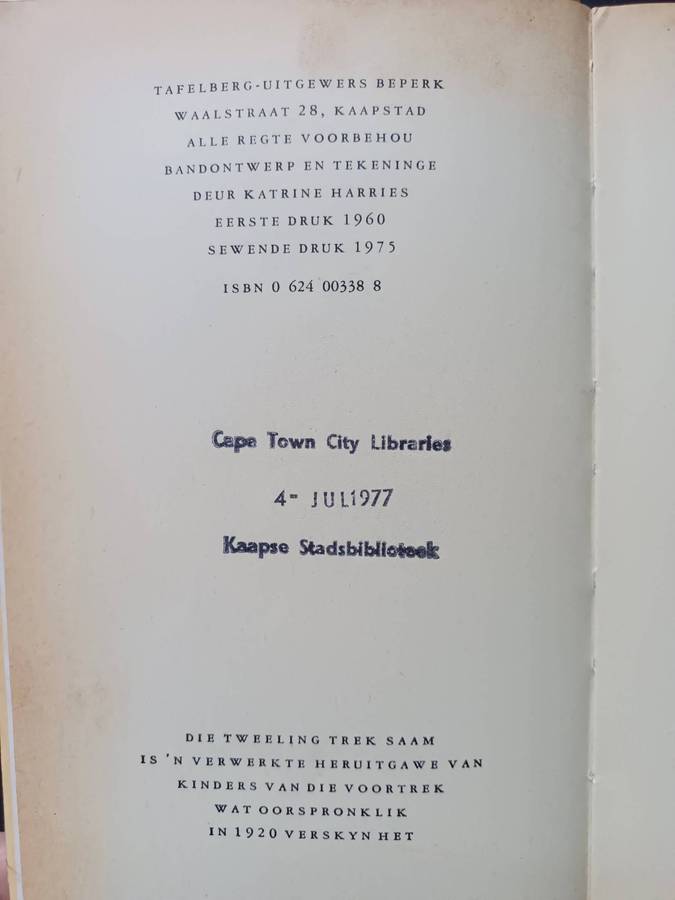 TAFELBERG-UITGEWERS BEPERK
WAALSTRAAT 28, KAAPSTAD
ALLE REGTE VOORBEHOU
BANDONTWERP EN TEKENINGE
DEUR KATRINE HARRIES
EERSTE DRUK 1960
SEWENDE DRUK 1975
ISBN 0 624 00338 8
Cape Town City Libraries
4- JUL 1977
Kaapse Stadsbiblioteek
DIE TWEELING TREK SAAM
IS 'N VERWERKTE HERUITGAWE VAN
KINDERS VAN DIE VOORTREK
WAT OORSPRONKLIK
IN 1920 VERSKYN HET